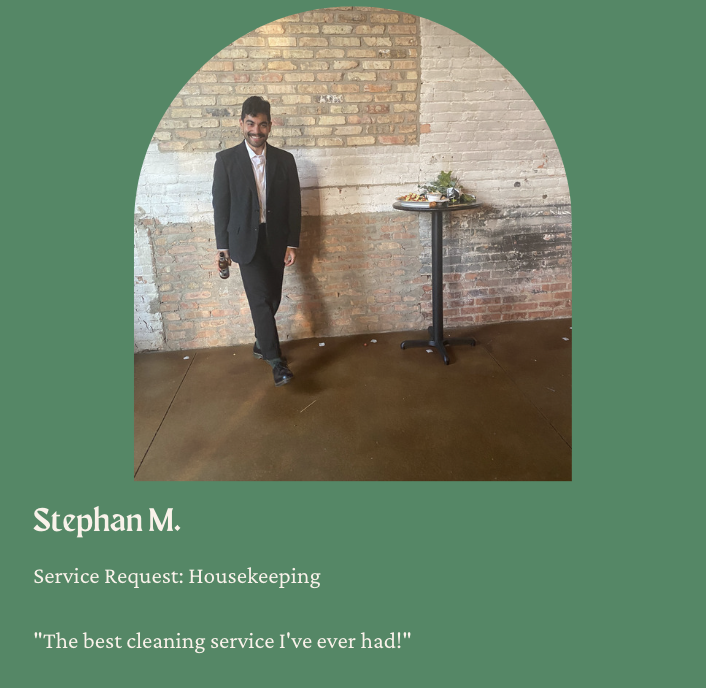 Stephan M.
Service Request: Housekeeping
"The best cleaning service I've ever had!"